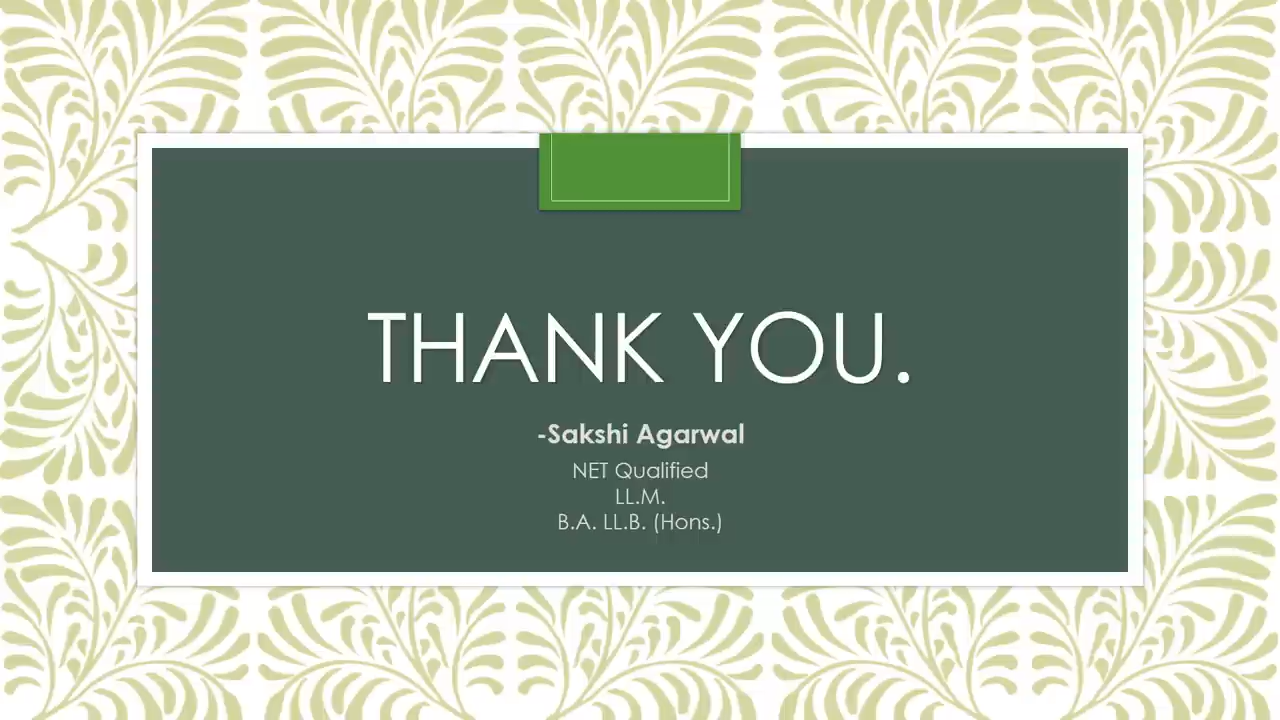 THANK YOU.
-Sakshi Agarwal
NET Qualified
LL.M.
B.A. LL.B. (Hons.)